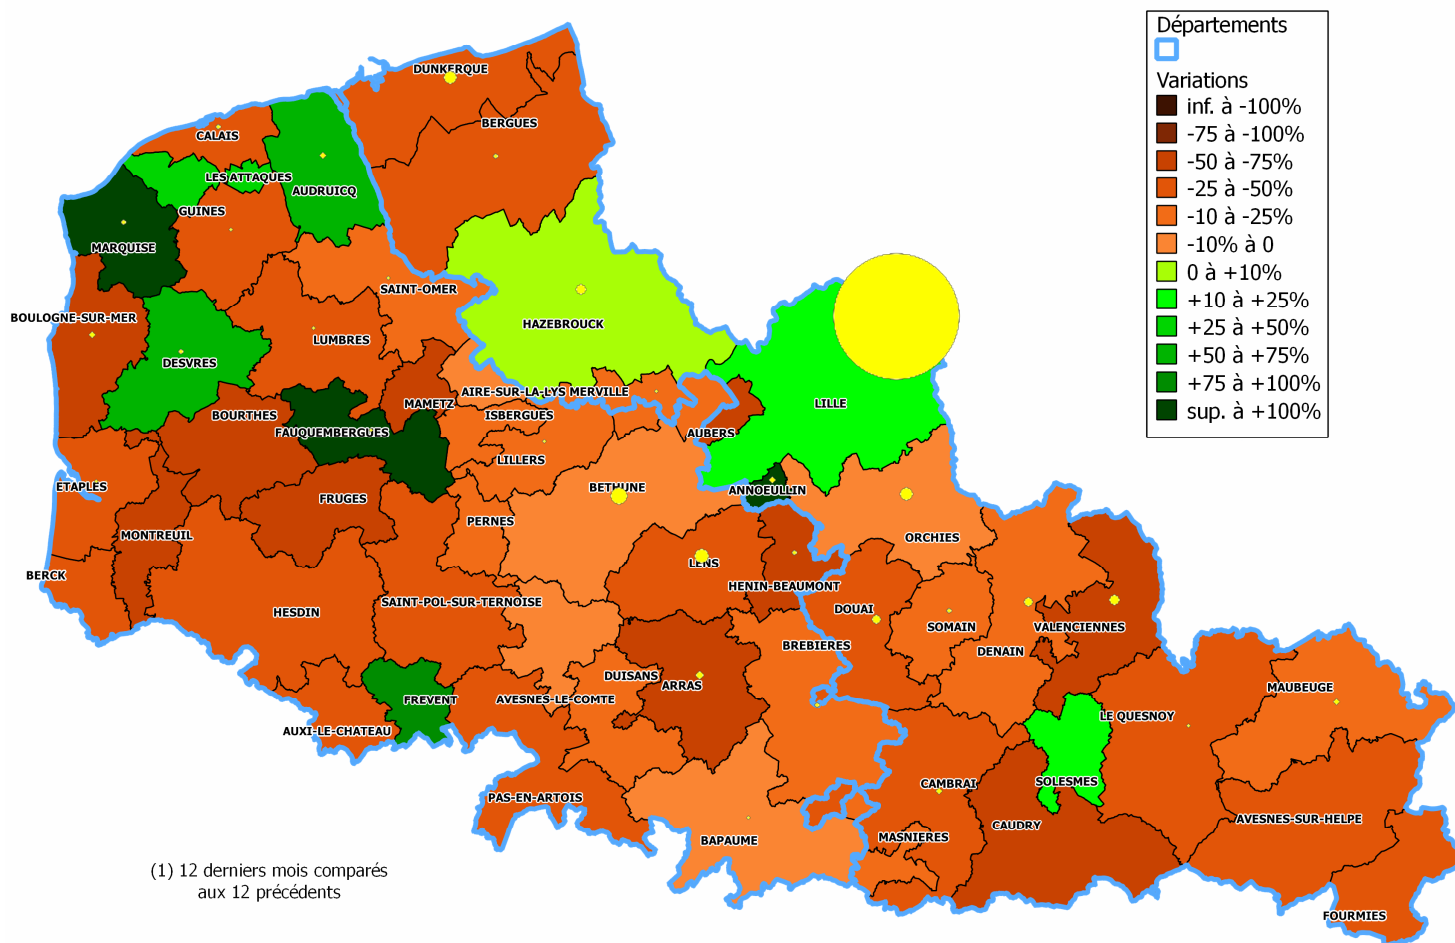 Départements
Variations
inf. à -100%
-75 à -100%
-50 à -75%
-25 à -50%
-10 à -25%
-10% à 0
0 à +10%
+10 à +25%
+25 à +50%
+50 à +75%
+75 à +100%
sup. à +100%
DUNKERQUE
BERGUES
CALAIS
LES ATTAQUES
AUDRUICQ
GUINES
MARQUISE
SAINT-OMER
BOULOGNE-SUR-MER
HAZEBROUCK
LUMBRES
DESVRES
AIRE-SUR-LA-LYS MERVILLE
MAMETZ
LILLE
BOURTHES
ISBERGUES
FAUQUEMBERGUES
AUBERS
LILLERS
ETAPLES
BETHUNE
ANNOEULLIN
FRUGES
PERNES
MONTREUIL
ORCHIES
LENS
BERCK
HENIN-BEAUMONT
SAINT-POL-SUR-TERNOISE
HESDIN
DOUAI
SOMAIN
VALENCIENNES
BREBIERES
DENAIN
DUISANS
ARRAS
MAUBEUGE
FREVENT
AVESNES-LE-COMTE
LE QUESNOY
AUXI-LE-CHATEAU
SOLESMES
CAMBRAI
PAS-EN-ARTOIS
AVESNES-SUR-HELPE
CAUDRY
MASNIERES
BAPAUME
FOURMIES
(1) 12 derniers mois comparés
aux 12 précédents